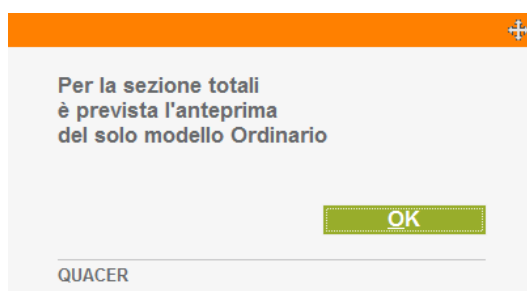 Per la sezione totali
è prevista l'anteprima
del solo modello Ordinario
OK
QUACER